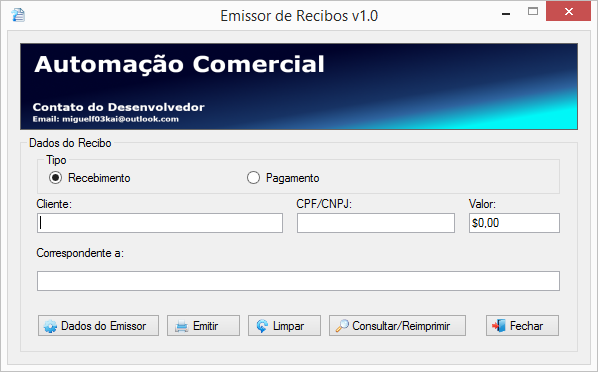 Emissor de Recibos v1.0
Automação Comercial
Contato do Desenvolvedor
Email: miguelf03kai@outlook.com
Dados do Recibo
Tipo
Recebimento Pagamento
Cliente: CPF/CNPJ: Valor:
$0,00
Correspondente a:
Dados do Emissor Emitir Limpar Consultar/Reimprimir Fechar